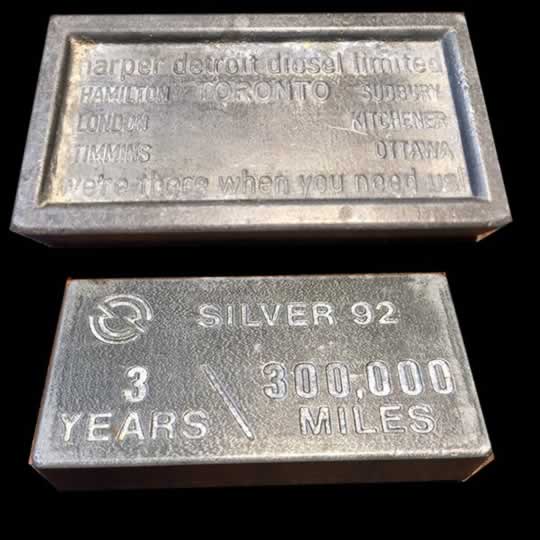 harper detroit diesel limited
HAMILTON TORONTO SUDBURY
LONDON KITCHENER
TIMMINS OTTAWA
we're there when you need us!
SILVER 92
3 \ 300,000
YEARS MILES